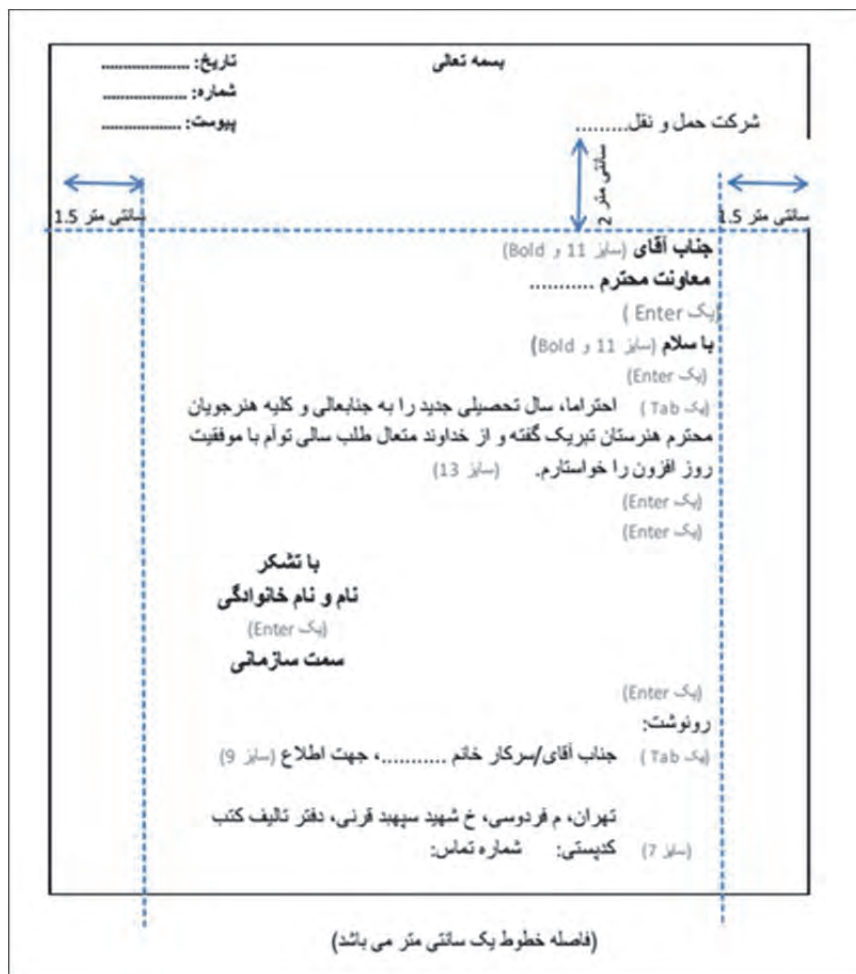 بسمه تعالی
تاریخ: ...................
شماره: ...................
پیوست: ..................
شرکت حمل و نقل.........
2 سانتی متر
1.5 سانتی متر
1.5 سانتی متر
جناب آقای (سایز 11 و Bold)
معاونت محترم ...........
(یک Enter )
با سلام (سایز 11 و Bold)
(یک Enter)
(یک Tab ) احتراما، سال تحصیلی جدید را به جنابعالی و کلیه هنرجویان
محترم هنرستان تبریک گفته و از خداوند متعال طلب سالی توأم با موفقیت
روز افزون را خواستارم. (سایز 13)
(یک Enter)
(یک Enter)
با تشکر
نام و نام خانوادگی
(یک Enter)
سمت سازمانی
(یک Enter)
رونوشت:
(یک Tab ) جناب آقای/سرکار خانم ...........، جهت اطلاع (سایز 9)
تهران، م فردوسی، خ شهید سپهبد قرنی، دفتر تالیف کتب
(سایز 7) کدپستی: شماره تماس:
(فاصله خطوط یک سانتی متر می باشد)